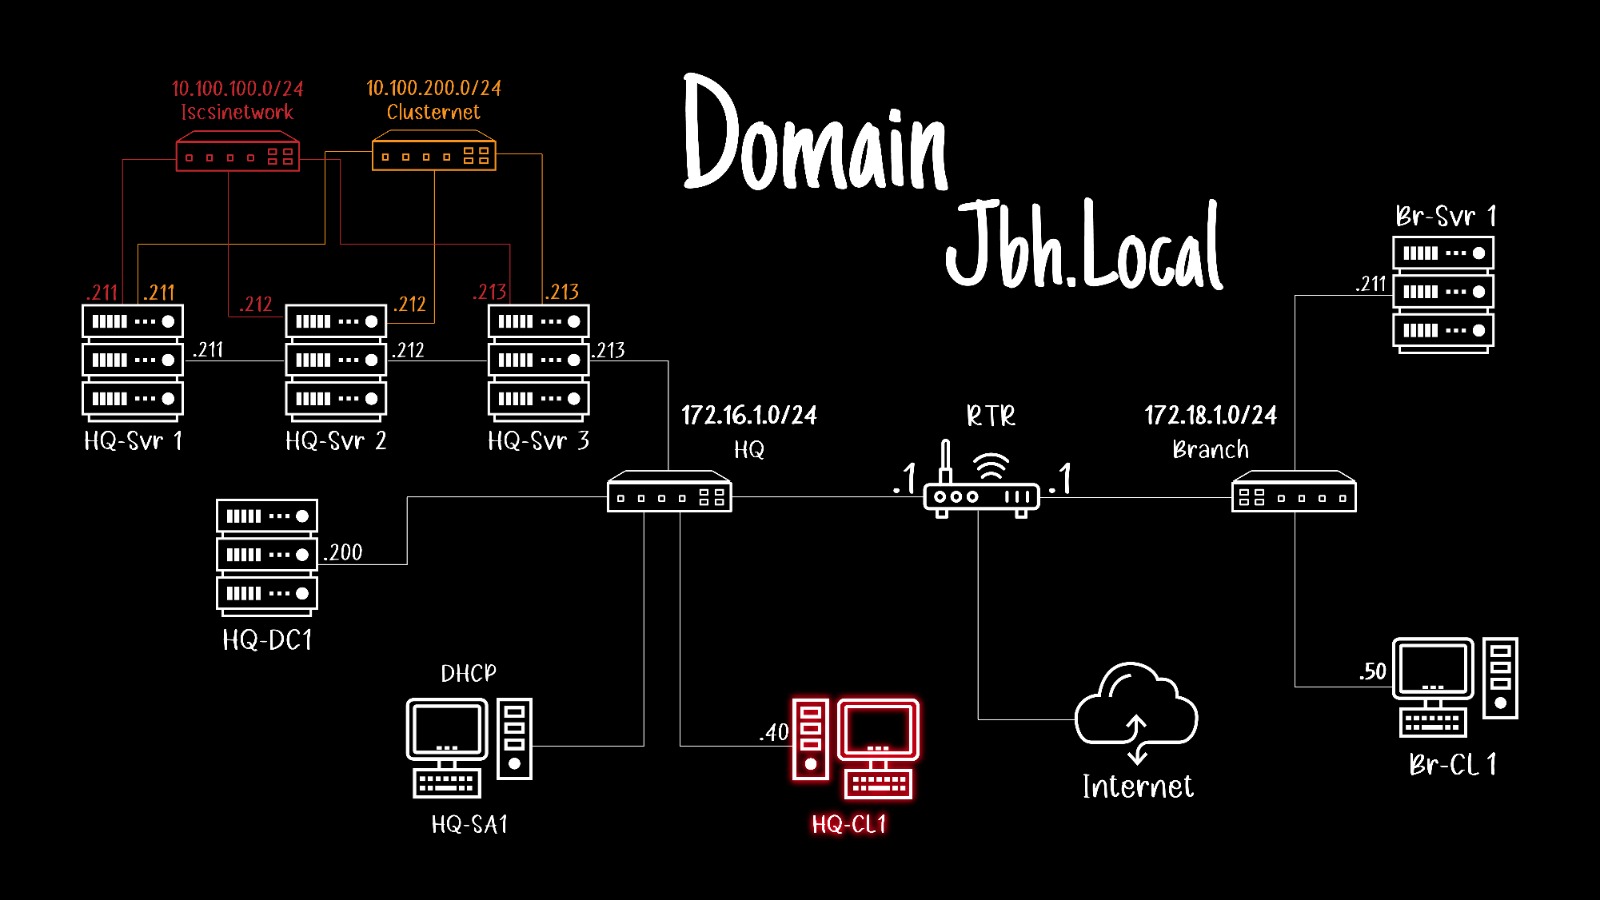 Domain
Jbh.Local
10.100.100.0/24
Iscsinetwork
10.100.200.0/24
Clusternet
.211
.211
.212
.212
.213
.213
.211
.212
.213
HQ-Svr 1
HQ-Svr 2
HQ-Svr 3
172.16.1.0/24
HQ
RTR
.1
.1
172.18.1.0/24
Branch
Br-Svr 1
.211
.200
HQ-DC1
DHCP
HQ-SA1
.40
HQ-CL1
Internet
.50
Br-CL 1